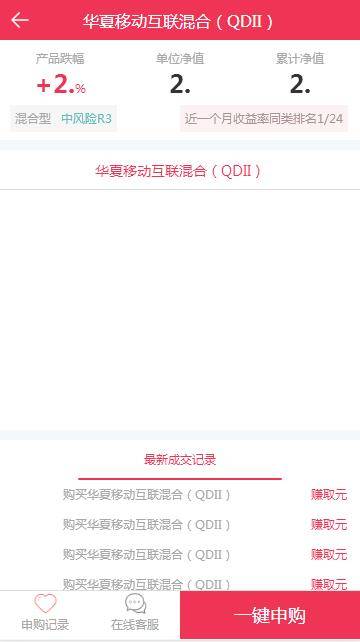 华夏移动互联混合（QDII）
产品跌幅 单位净值 累计净值
+2.% 2. 2.
混合型 中风险R3 近一个月收益率同类排名1/24
华夏移动互联混合（QDII）
最新成交记录
购买华夏移动互联混合（QDII） 赚取元
购买华夏移动互联混合（QDII） 赚取元
购买华夏移动互联混合（QDII） 赚取元
购买华夏移动互联混合（QDII） 赚取元
申购记录 在线客服 一键申购